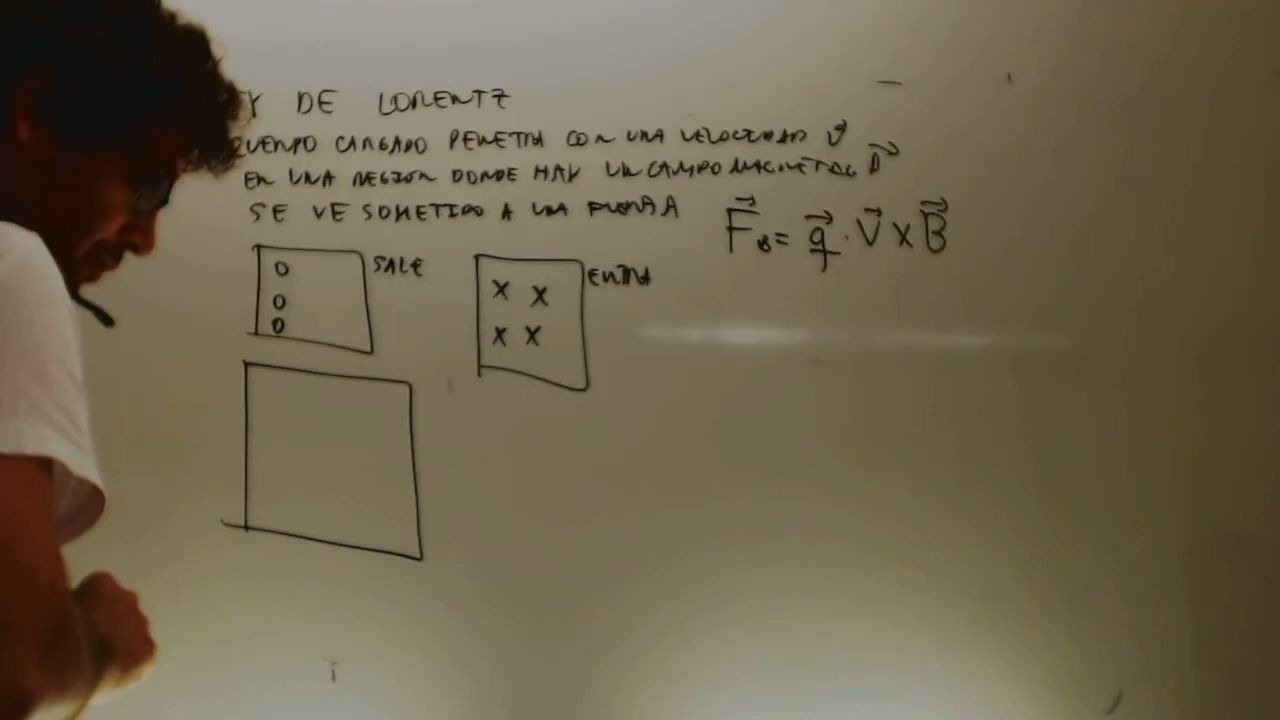 Y DE LORENTZ
CUERPO CARGADO PENETRA CON UNA VELOCIDAD v⃗
EN UNA REGION DONDE HAY UN CAMPO MAGNETICO B⃗
SE VE SOMETIDO A UNA FUERZA
F⃗B = q⃗ · V⃗ X B⃗
O SALE
O
O
X X ENTRA
X X